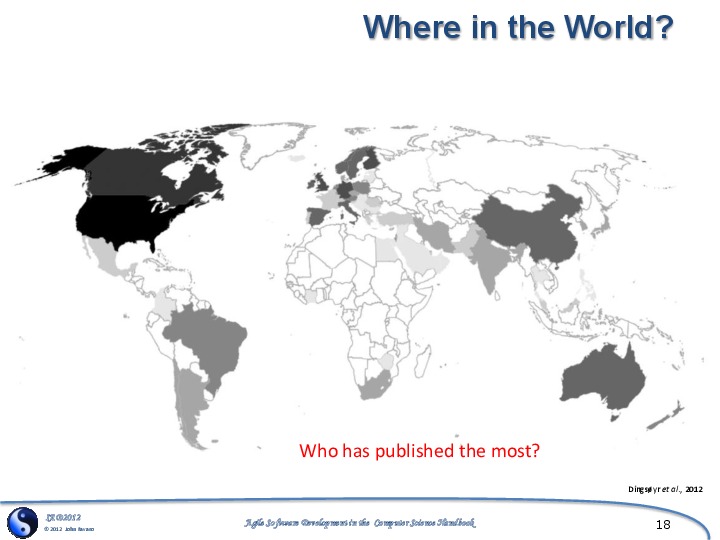 Where in the World?
Who has published the most?
Dingsøyr et al., 2012
© 2012 John Favaro
Agile Software Development in the Computer Science Handbook
18